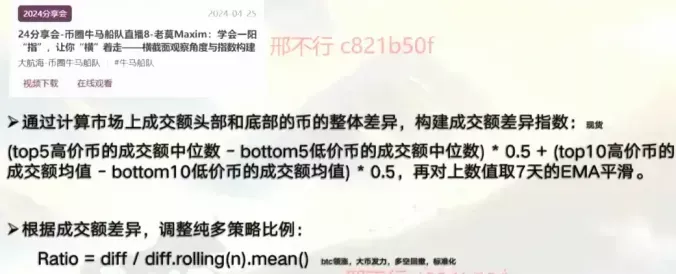 2024分享会
2024-04-25
24分享会-币圈牛马船队直播8-老莫Maxim：学会一阳
“指”，让你“横”着走——横截面观察角度与指数构建
大航海·币圈牛马船队 | #牛马船队
视频下载 在线观看
邢不行 c821b50f
➤通过计算市场上成交额头部和底部的币的整体差异，构建成交额差异指数： 现货
(top5高价币的成交额中位数 - bottom5低价币的成交额中位数) * 0.5 + (top10高价币的
成交额均值 - bottom10低价币的成交额均值) * 0.5，再对上数值取7天的EMA平滑。
➤根据成交额差异，调整纯多策略比例：
Ratio = diff / diff.rolling(n).mean() btc领涨，大币发力，多空回撤，标准化